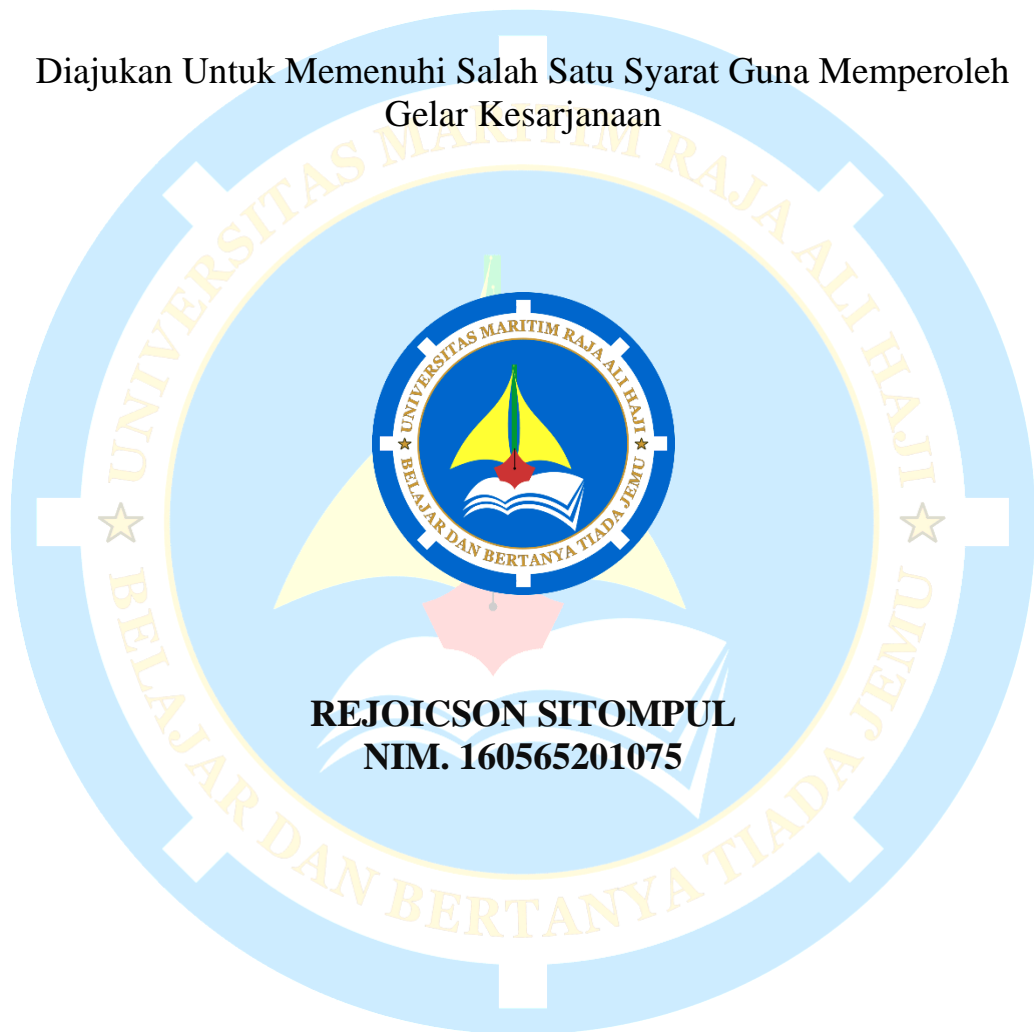 Diajukan Untuk Memenuhi Salah Satu Syarat Guna Memperoleh
Gelar Kesarjanaan
UNIVERSITAS MARITIM RAJA ALI HAJI
BELAJAR DAN BERTANYA TIADA JEMU
UNIVERSITAS MARITIM RAJA ALI HAJI
BELAJAR DAN BERTANYA TIADA JEMU
REJOICSON SITOMPUL
NIM. 160565201075